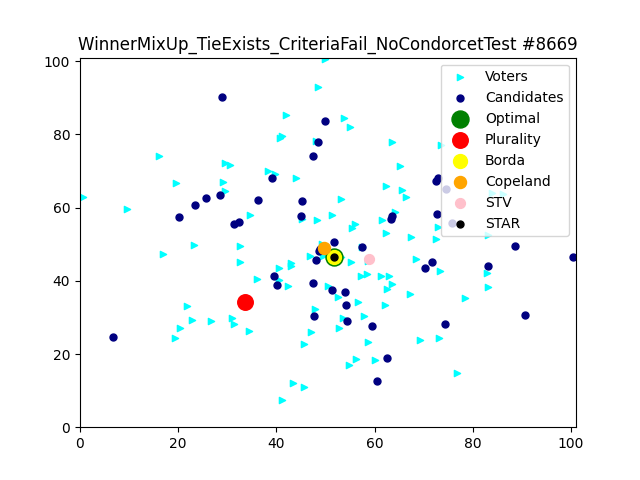 WinnerMixUp_TieExists_CriteriaFail_NoCondorcetTest #8669
Voters
Candidates
Optimal
Plurality
Borda
Copeland
STV
STAR
100
80
60
40
20
0
0 20 40 60 80 100